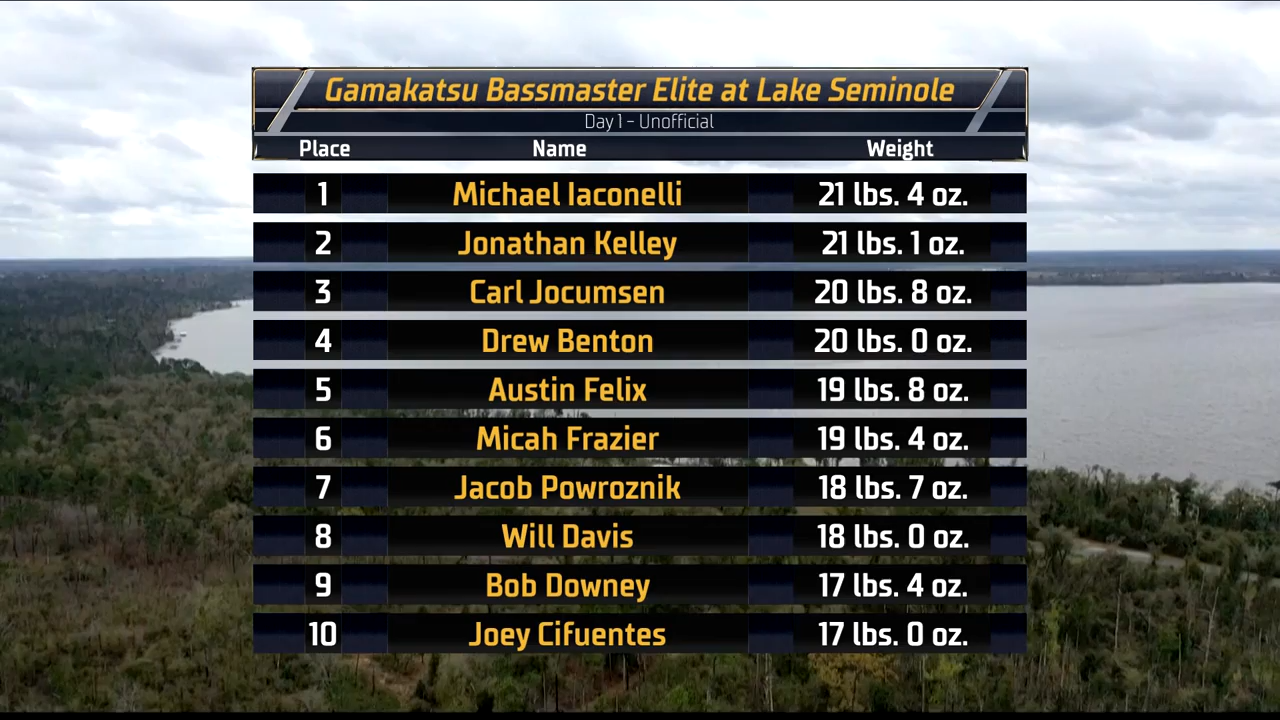 Gamakatsu Bassmaster Elite at Lake Seminole
Day 1 - Unofficial
Place Name Weight
1 Michael Iaconelli 21 lbs. 4 oz.
2 Jonathan Kelley 21 lbs. 1 oz.
3 Carl Jocumsen 20 lbs. 8 oz.
4 Drew Benton 20 lbs. 0 oz.
5 Austin Felix 19 lbs. 8 oz.
6 Micah Frazier 19 lbs. 4 oz.
7 Jacob Powroznik 18 lbs. 7 oz.
8 Will Davis 18 lbs. 0 oz.
9 Bob Downey 17 lbs. 4 oz.
10 Joey Cifuentes 17 lbs. 0 oz.